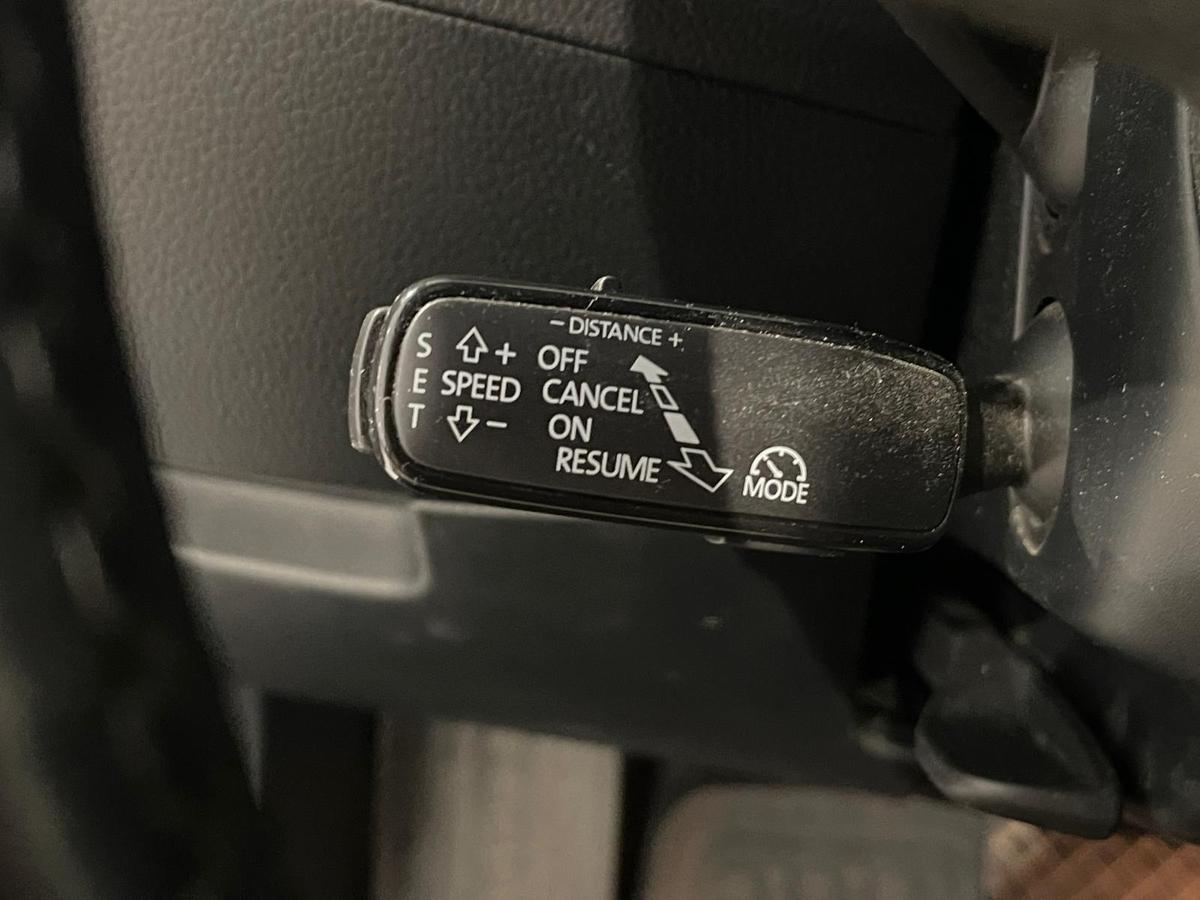 − DISTANCE +
S E T
+
SPEED
−
OFF
CANCEL
ON
RESUME
MODE